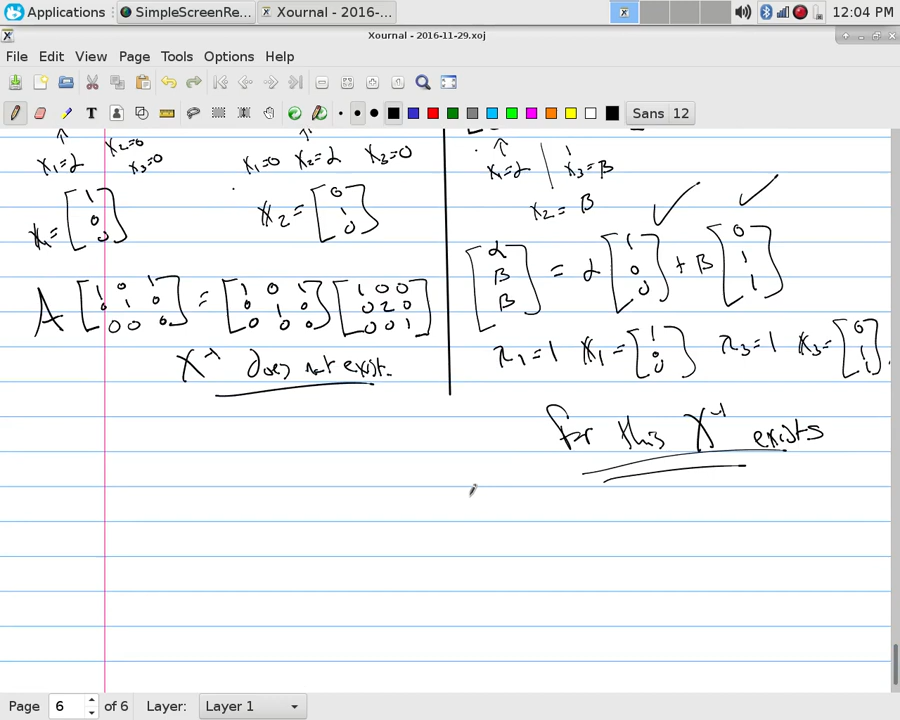 Applications SimpleScreenRe... Xournal - 2016-... 12:04 PM
Xournal - 2016-11-29.xoj
File Edit View Page Tools Options Help
Sans 12
↑ x₂=0 ↑
x₁=α x₃=0 x₁=0 x₂=α x₃=0
x₁= [1 0 0] x₂= [0 1 0]
A [1 0 1; 0 1 0; 0 0 0] = [1 0 1; 0 1 0; 0 0 0] [1 0 0; 0 2 0; 0 0 1]
X⁻¹ does not exist.
↑
x₁=α | x₃=β
x₂= β
[α β β] = α [1 0 0] + β [0 1 1]
λ₁=1 x₁= [1 0 0] λ₃=1 x₃= [0 1 1]
for this X⁻¹ exists
Page 6 of 6 Layer: Layer 1